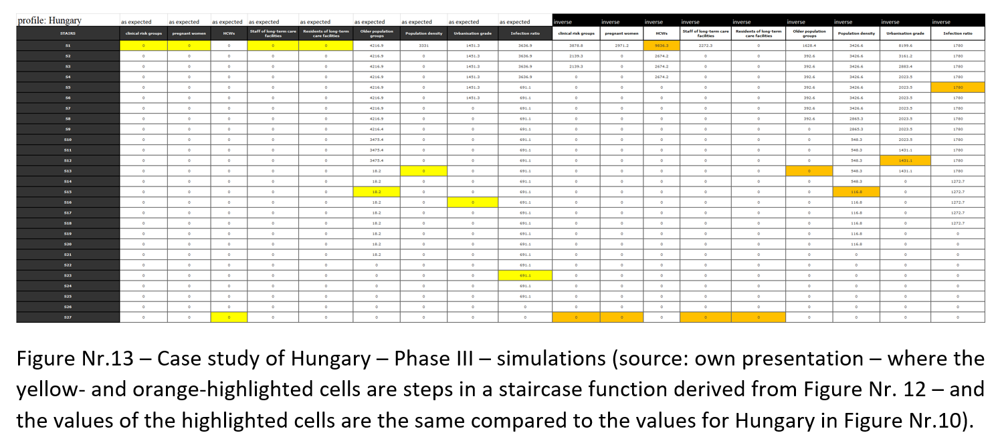 profile: Hungary as expected as expected as expected as expected as expected as expected as expected as expected as expected inverse inverse inverse inverse inverse inverse inverse inverse inverse
STAIRS clinical risk groups pregnant women HCWs Staff of long-term care facilities Residents of long-term care facilities Older population groups Population density Urbanisation grade Infection ratio clinical risk groups pregnant women HCWs Staff of long-term care facilities Residents of long-term care facilities Older population groups Population density Urbanisation grade Infection ratio
S1 0 0 0 0 0 4216.9 3331 1451.3 3636.9 3878.8 2971.2 9836.3 2272.3 0 1628.4 3426.6 8199.6 1780
S2 0 0 0 0 0 4216.9 0 1451.3 3636.9 2139.3 0 2674.2 0 0 392.6 3426.6 3161.2 1780
S3 0 0 0 0 0 4216.9 0 1451.3 3636.9 2139.3 0 2674.2 0 0 392.6 3426.6 2883.4 1780
S4 0 0 0 0 0 4216.9 0 1451.3 3636.9 0 0 2674.2 0 0 392.6 3426.6 2023.5 1780
S5 0 0 0 0 0 4216.9 0 1451.3 691.1 0 0 0 0 0 392.6 3426.6 2023.5 1780
S6 0 0 0 0 0 4216.9 0 1451.3 691.1 0 0 0 0 0 392.6 3426.6 2023.5 1780
S7 0 0 0 0 0 4216.9 0 0 691.1 0 0 0 0 0 392.6 3426.6 2023.5 1780
S8 0 0 0 0 0 4216.9 0 0 691.1 0 0 0 0 0 392.6 2865.3 2023.5 1780
S9 0 0 0 0 0 4216.4 0 0 691.1 0 0 0 0 0 0 2865.3 2023.5 1780
S10 0 0 0 0 0 3475.4 0 0 691.1 0 0 0 0 0 0 548.3 2023.5 1780
S11 0 0 0 0 0 3475.4 0 0 691.1 0 0 0 0 0 0 548.3 1431.1 1780
S12 0 0 0 0 0 3475.4 0 0 691.1 0 0 0 0 0 0 548.3 1431.1 1780
S13 0 0 0 0 0 18.2 0 0 691.1 0 0 0 0 0 0 548.3 1431.1 1780
S14 0 0 0 0 0 18.2 0 0 691.1 0 0 0 0 0 0 548.3 0 1272.7
S15 0 0 0 0 0 18.2 0 0 691.1 0 0 0 0 0 0 116.8 0 1272.7
S16 0 0 0 0 0 18.2 0 0 691.1 0 0 0 0 0 0 116.8 0 1272.7
S17 0 0 0 0 0 18.2 0 0 691.1 0 0 0 0 0 0 116.8 0 1272.7
S18 0 0 0 0 0 18.2 0 0 691.1 0 0 0 0 0 0 116.8 0 1272.7
S19 0 0 0 0 0 18.2 0 0 691.1 0 0 0 0 0 0 116.8 0 0
S20 0 0 0 0 0 18.2 0 0 691.1 0 0 0 0 0 0 116.8 0 0
S21 0 0 0 0 0 18.2 0 0 691.1 0 0 0 0 0 0 0 0 0
S22 0 0 0 0 0 0 0 0 691.1 0 0 0 0 0 0 0 0 0
S23 0 0 0 0 0 0 0 0 691.1 0 0 0 0 0 0 0 0 0
S24 0 0 0 0 0 0 0 0 691.1 0 0 0 0 0 0 0 0 0
S25 0 0 0 0 0 0 0 0 691.1 0 0 0 0 0 0 0 0 0
S26 0 0 0 0 0 0 0 0 0 0 0 0 0 0 0 0 0 0
S27 0 0 0 0 0 0 0 0 0 0 0 0 0 0 0 0 0 0
Figure Nr.13 – Case study of Hungary – Phase III – simulations (source: own presentation – where the
yellow- and orange-highlighted cells are steps in a staircase function derived from Figure Nr. 12 – and
the values of the highlighted cells are the same compared to the values for Hungary in Figure Nr.10).